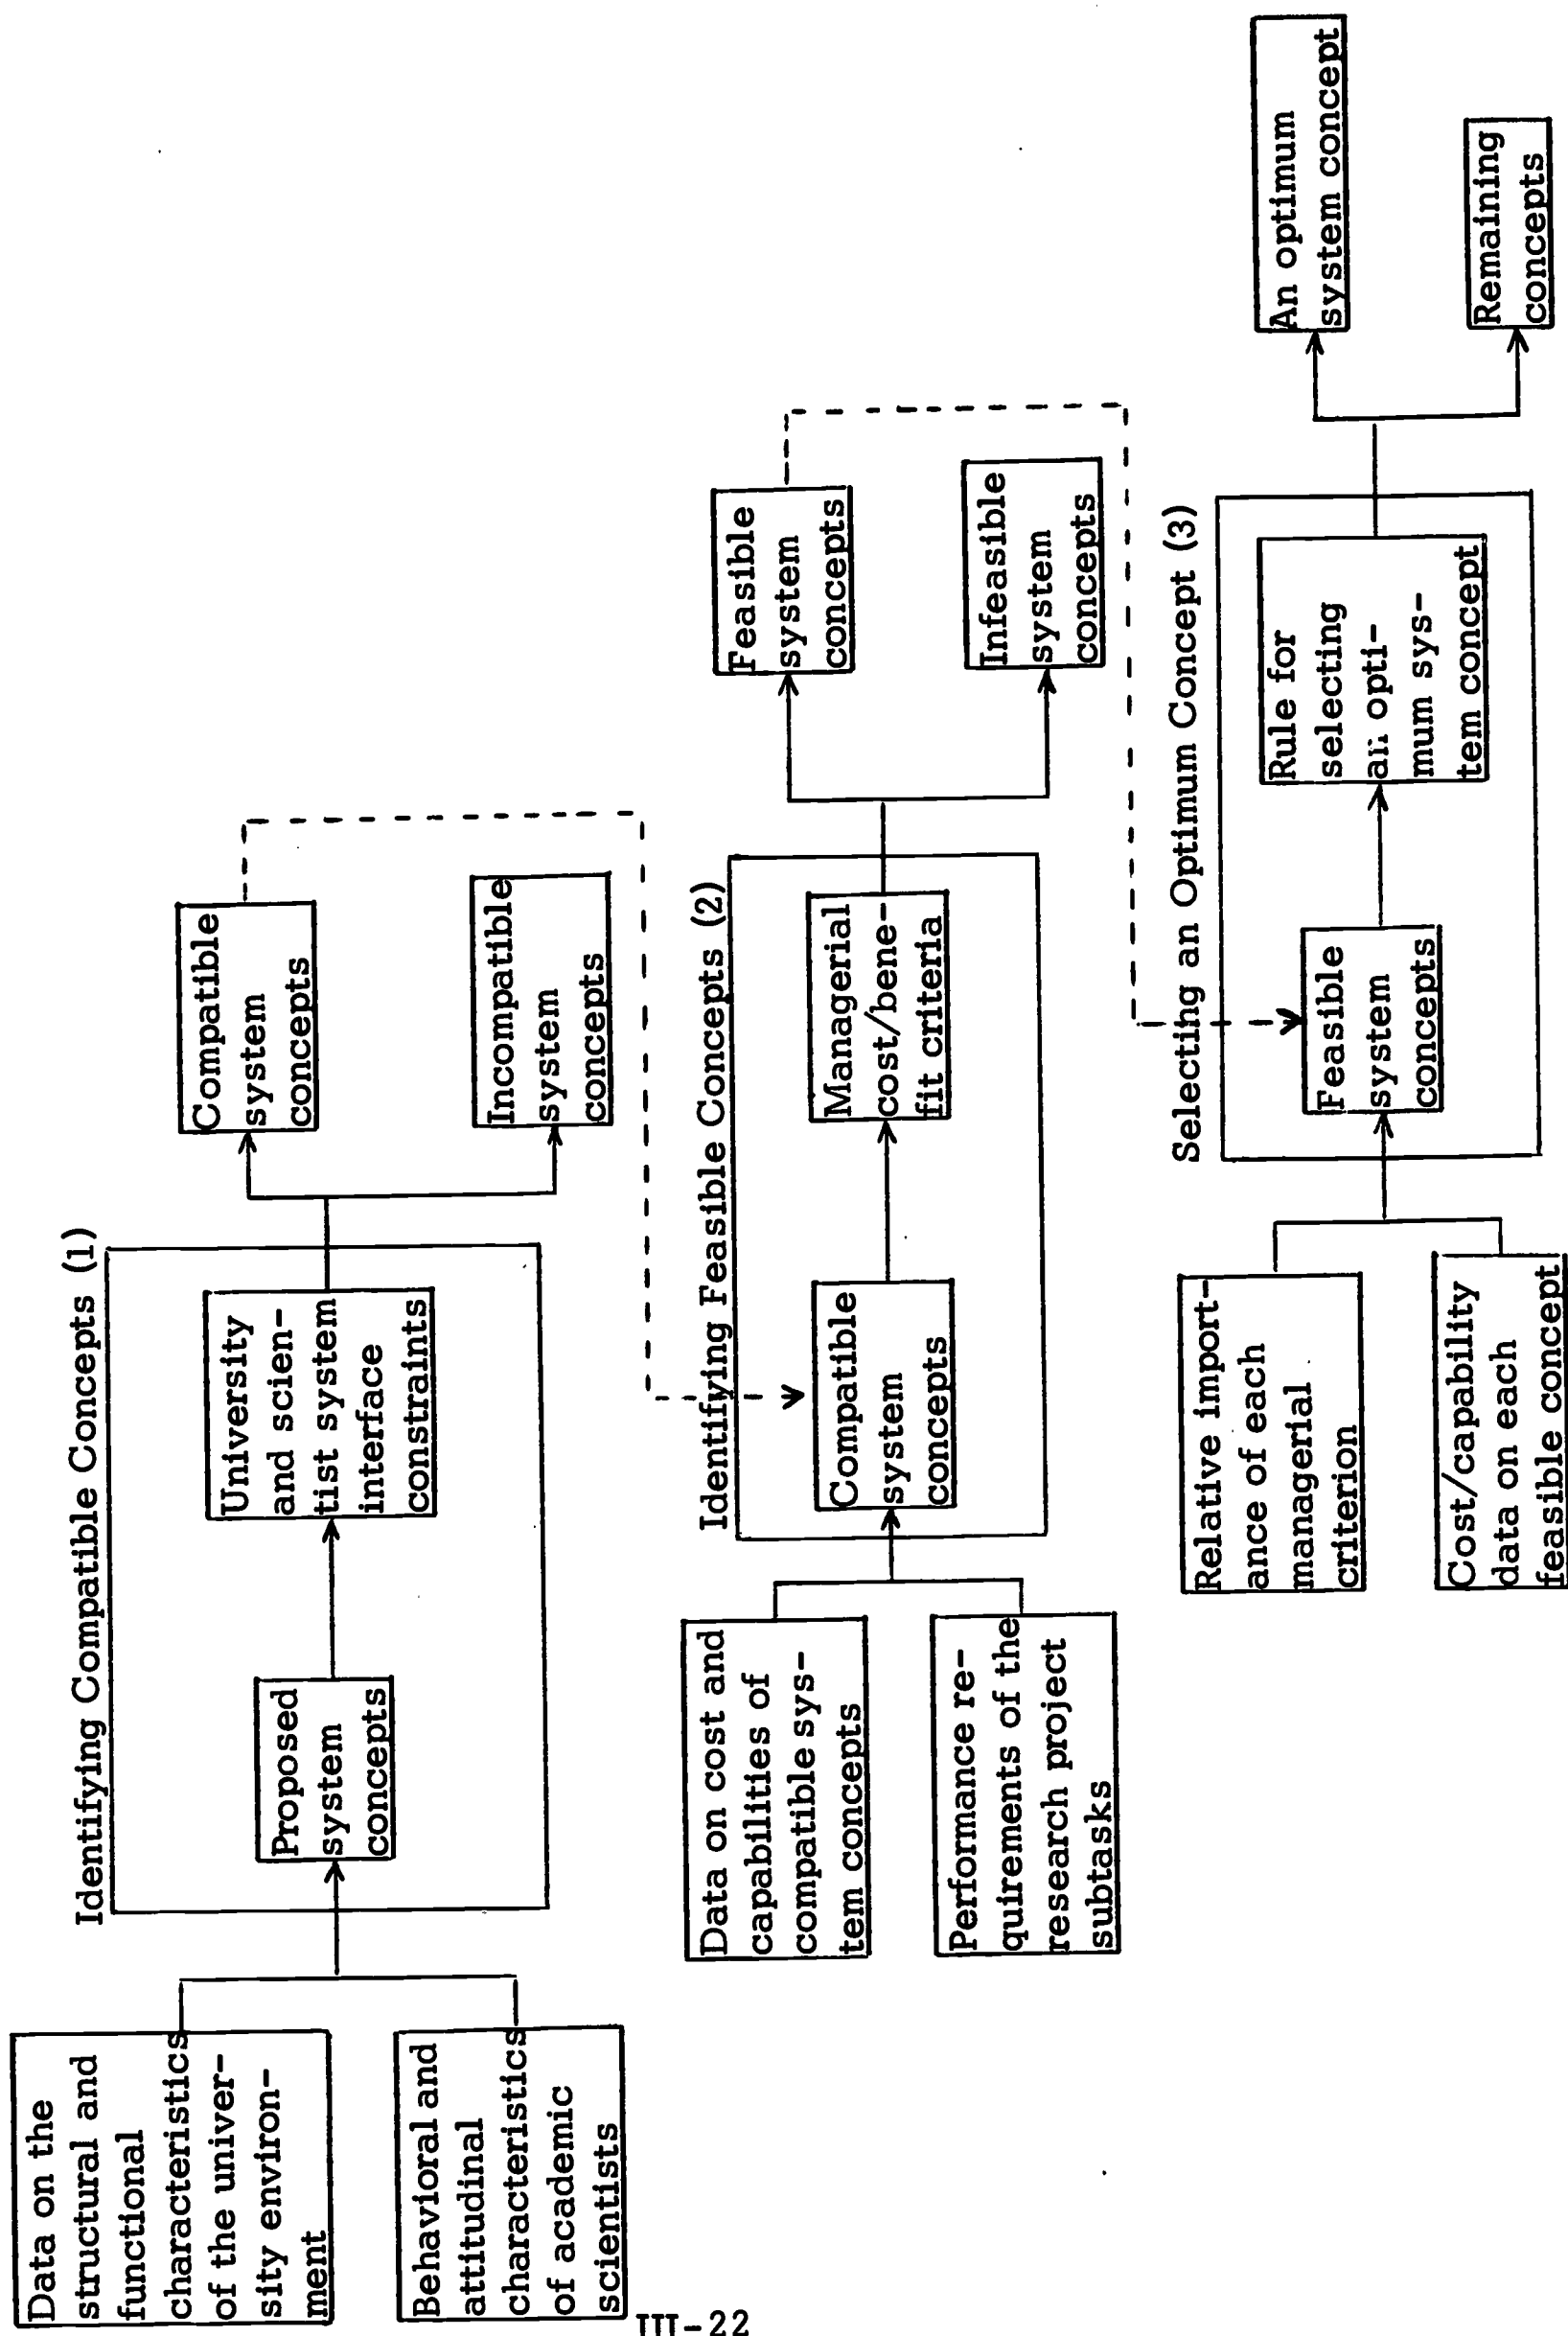 Identifying Compatible Concepts (1)
Data on the
structural and
functional
characteristics
of the univer-
sity environ-
ment
Behavioral and
attitudinal
characteristics
of academic
scientists
Proposed
system
concepts
University
and scien-
tist system
interface
constraints
Compatible
system
concepts
Incompatible
system
concepts
Identifying Feasible Concepts (2)
Data on cost and
capabilities of
compatible sys-
tem concepts
Performance re-
quirements of the
research project
subtasks
Compatible
system
concepts
Managerial
cost/bene-
fit criteria
Feasible
system
concepts
Infeasible
system
concepts
Selecting an Optimum Concept (3)
Relative import-
ance of each
managerial
criterion
Cost/capability
data on each
feasible concept
Feasible
system
concepts
Rule for
selecting
an opti-
mum sys-
tem concept
An optimum
system concept
Remaining
concepts
III-22